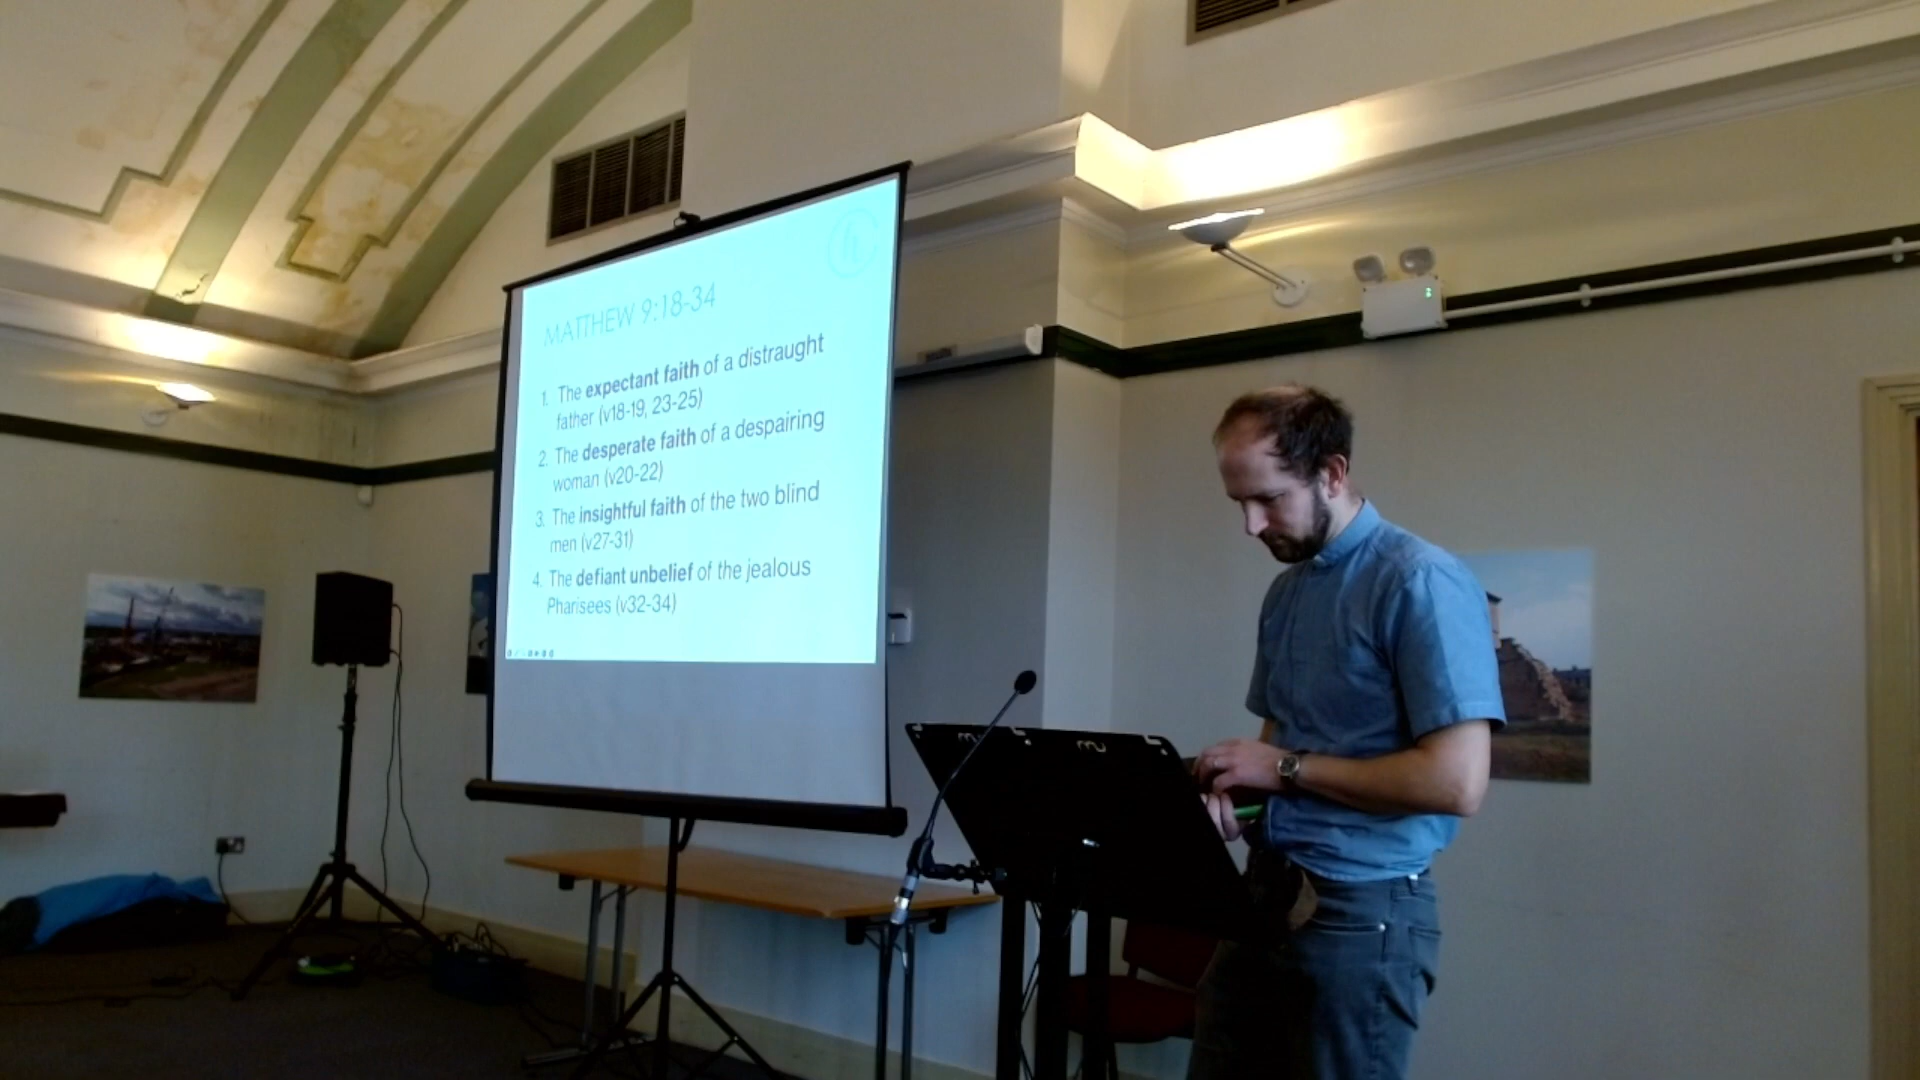 MATTHEW 9:18-34
1. The expectant faith of a distraught
father (v18-19, 23-25)
2. The desperate faith of a despairing
woman (v20-22)
3. The insightful faith of the two blind
men (v27-31)
4. The defiant unbelief of the jealous
Pharisees (v32-34)